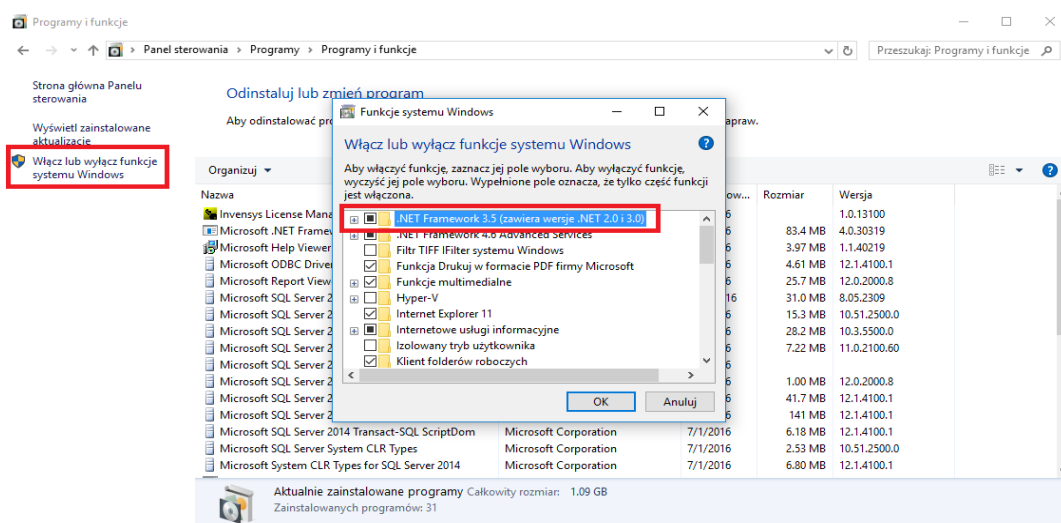 Programy i funkcje
Panel sterowania > Programy > Programy i funkcje
Przeszukaj: Programy i funkcje
Strona główna Panelu
sterowania
Wyświetl zainstalowane
aktualizacje
Włącz lub wyłącz funkcje
systemu Windows
Odinstaluj lub zmień program
Aby odinstalować
Organizuj
Nazwa
Rozmiar
Wersja
Invensys License
1.0.13100
Microsoft .NET
83.4 MB 4.0.30319
Microsoft Help Viewer
3.97 MB 1.1.40219
Microsoft ODBC
4.61 MB 12.1.4100.1
Microsoft Report
25.7 MB 12.0.2000.8
Microsoft SQL Server
31.0 MB 8.05.2309
Microsoft SQL Server
15.3 MB 10.51.2500.0
Microsoft SQL Server
28.2 MB 10.3.5500.0
Microsoft SQL Server
7.22 MB 11.0.2100.60
Microsoft SQL Server
Microsoft SQL Server
1.00 MB 12.0.2000.8
Microsoft SQL Server
41.7 MB 12.1.4100.1
Microsoft SQL Server
141 MB 12.1.4100.1
Microsoft SQL Server 2014 Transact-SQL ScriptDom Microsoft Corporation 7/1/2016 6.18 MB 12.1.4100.1
Microsoft SQL Server System CLR Types Microsoft Corporation 7/1/2016 2.53 MB 10.51.2500.0
Microsoft System CLR Types for SQL Server 2014 Microsoft Corporation 7/1/2016 6.80 MB 12.1.4100.1
Aktualnie zainstalowane programy Całkowity rozmiar: 1.09 GB
Zainstalowanych programów: 31
Funkcje systemu Windows
Włącz lub wyłącz funkcje systemu Windows
Aby włączyć funkcję, zaznacz jej pole wyboru. Aby wyłączyć funkcję,
wyczyść jej pole wyboru. Wypełnione pole oznacza, że tylko część funkcji
jest włączona.
.NET Framework 3.5 (zawiera wersje .NET 2.0 i 3.0)
.NET Framework 4.6 Advanced Services
Filtr TIFF IFilter systemu Windows
Funkcja Drukuj w formacie PDF firmy Microsoft
Funkcje multimedialne
Hyper-V
Internet Explorer 11
Internetowe usługi informacyjne
Izolowany tryb użytkownika
Klient folderów roboczych
OK
Anuluj